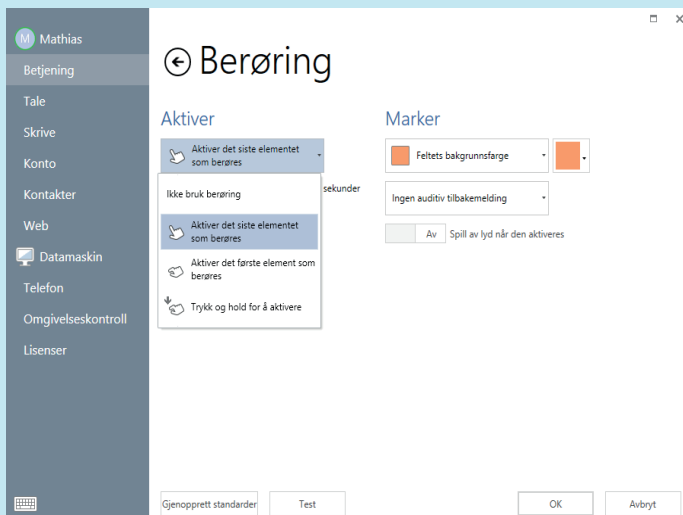 M Mathias
Betjening
Tale
Skrive
Konto
Kontakter
Web
Datamaskin
Telefon
Omgivelseskontroll
Lisenser
Berøring
Aktiver
Aktiver det siste elementet
som berøres
sekunder
Ikke bruk berøring
Aktiver det siste elementet
som berøres
Aktiver det første element som
berøres
Trykk og hold for å aktivere
Marker
Feltets bakgrunnsfarge
Ingen auditiv tilbakemelding
Av Spill av lyd når den aktiveres
Gjenopprett standarder
Test
OK
Avbryt